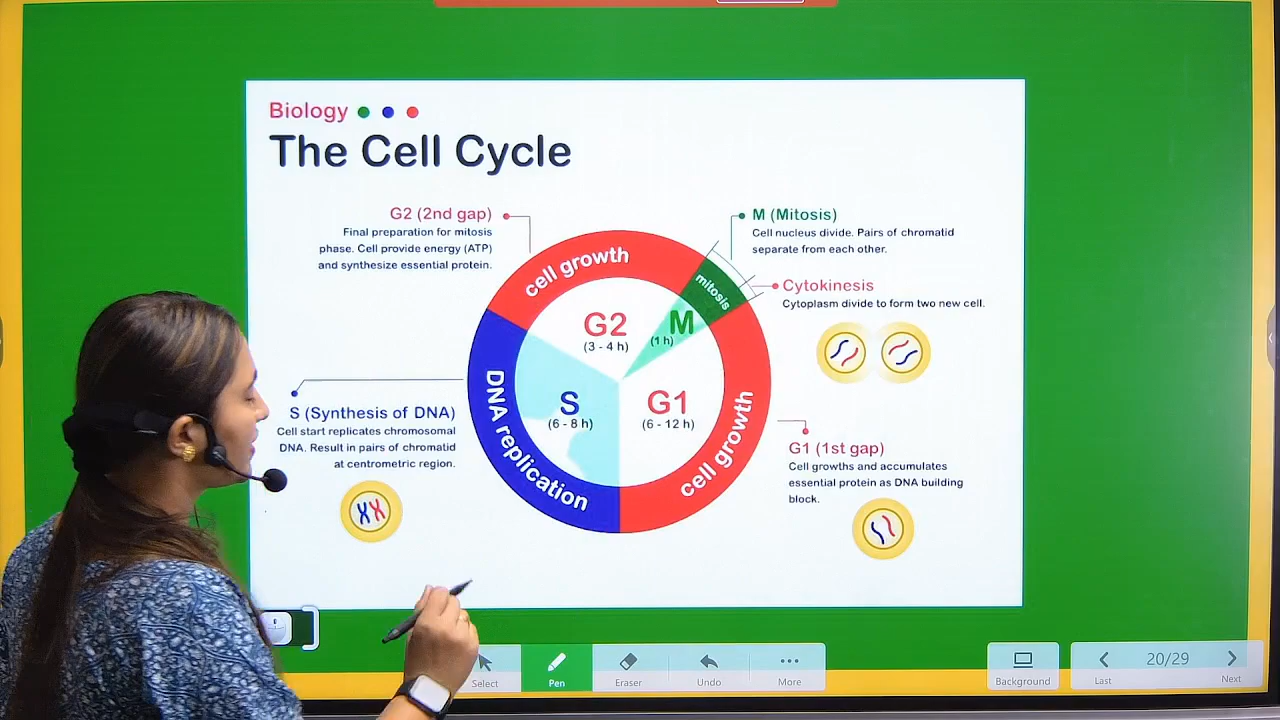 Biology
The Cell Cycle
G2 (2nd gap)
Final preparation for mitosis
phase. Cell provide energy (ATP)
and synthesize essential protein.
M (Mitosis)
Cell nucleus divide. Pairs of chromatid
separate from each other.
Cytokinesis
Cytoplasm divide to form two new cell.
cell growth
mitosis
G2
(3 - 4 h)
M
(1 h)
S
(6 - 8 h)
G1
(6 - 12 h)
DNA replication
cell growth
S (Synthesis of DNA)
Cell start replicates chromosomal
DNA. Result in pairs of chromatid
at centrometric region.
G1 (1st gap)
Cell growths and accumulates
essential protein as DNA building
block.
Select
Pen
Eraser
Undo
More
Background
Last
20/29
Next